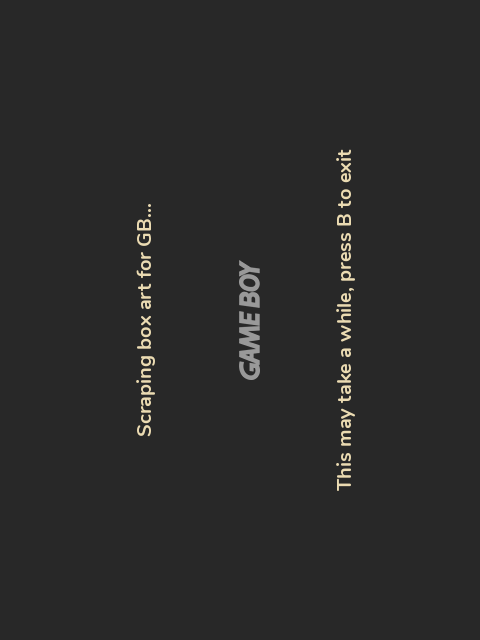 Scraping box art for GB...
GAME BOY
This may take a while, press B to exit